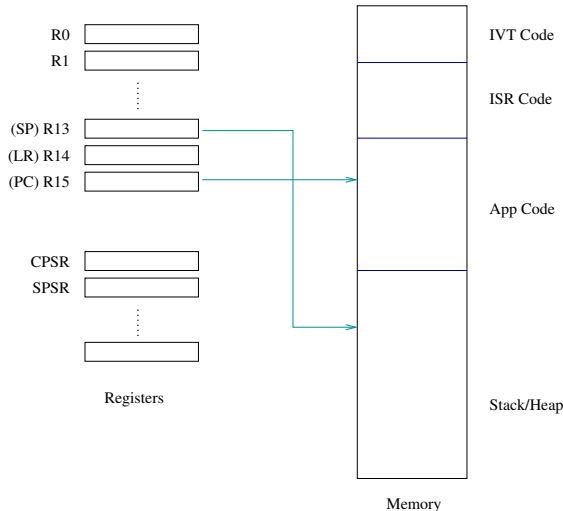 R0
R1
(SP) R13
(LR) R14
(PC) R15
CPSR
SPSR
Registers
IVT Code
ISR Code
App Code
Stack/Heap
Memory